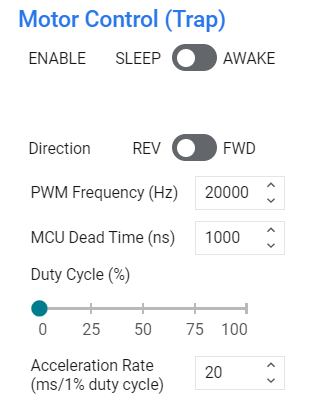 Motor Control (Trap)
ENABLE SLEEP AWAKE
Direction REV FWD
PWM Frequency (Hz) 20000
MCU Dead Time (ns) 1000
Duty Cycle (%)
0 25 50 75 100
Acceleration Rate
(ms/1% duty cycle) 20